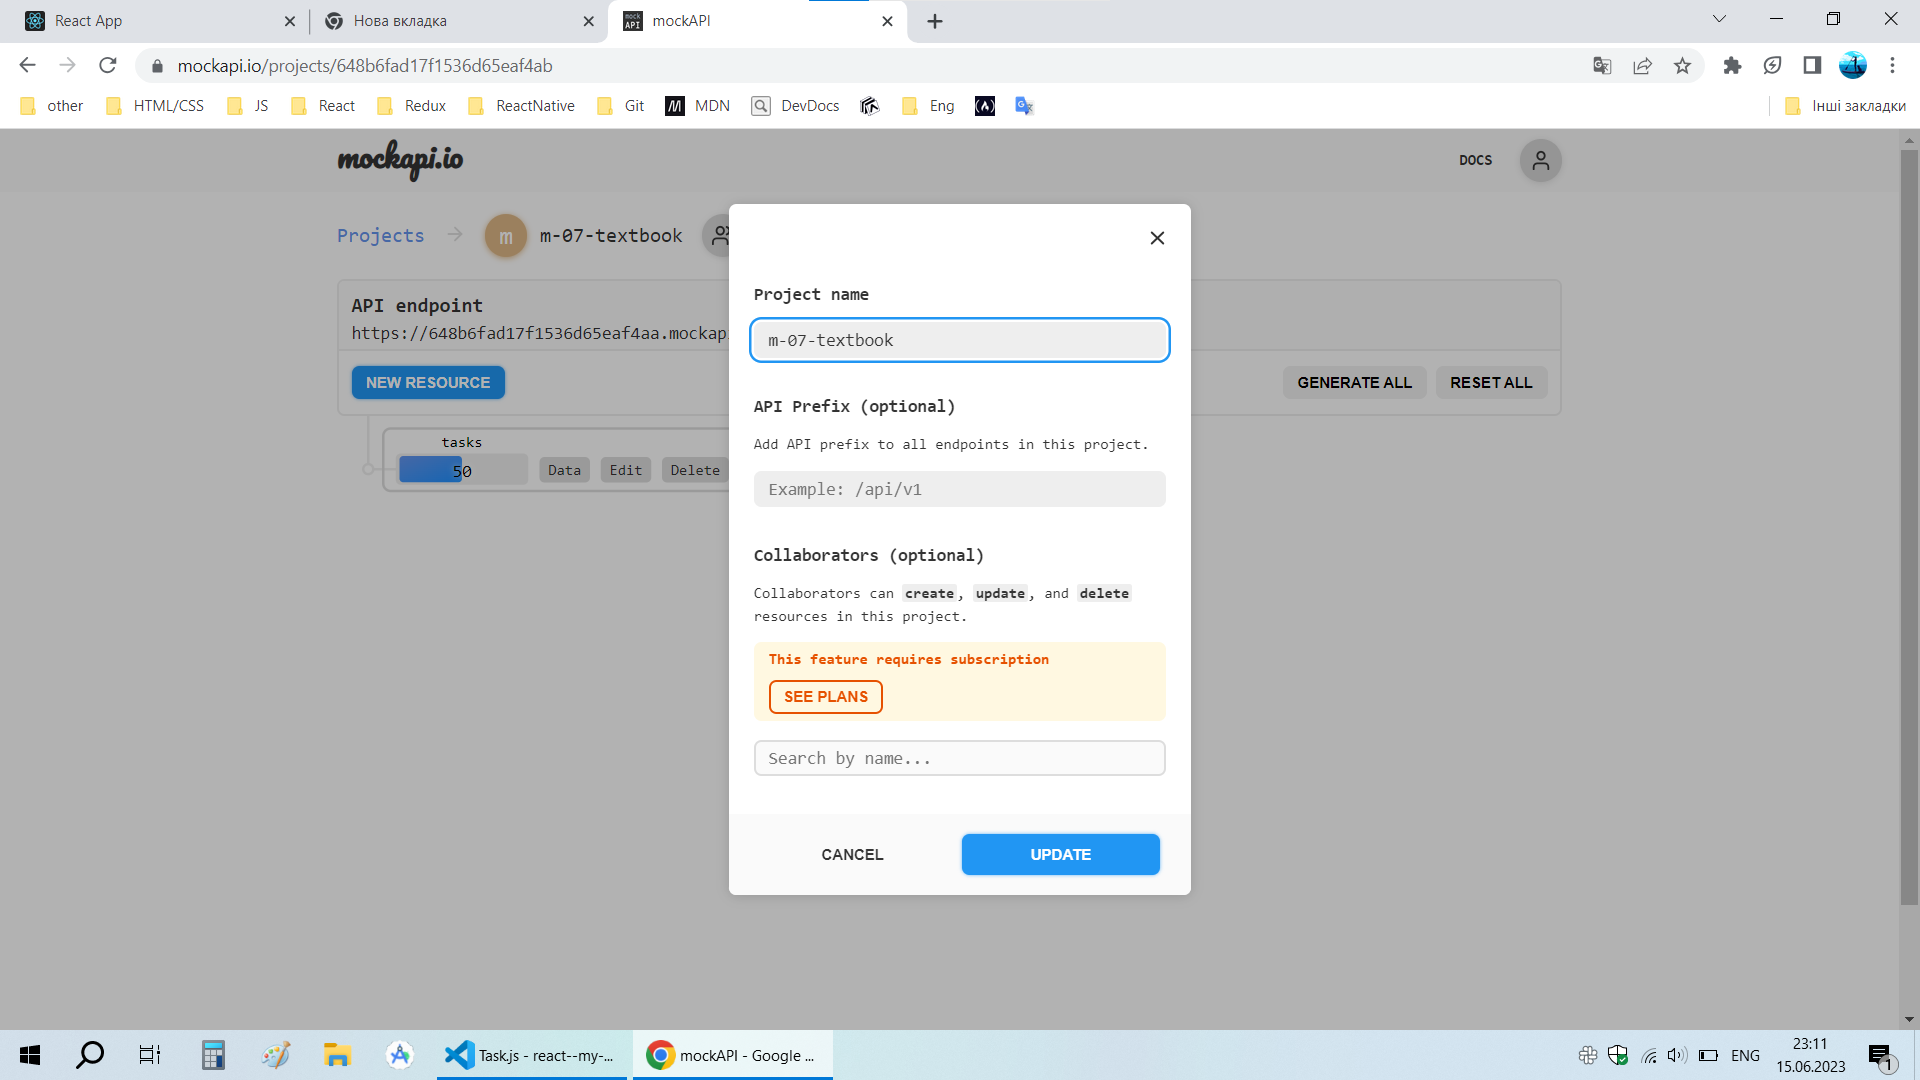 React App
Нова вкладка
mock API
mockAPI
mockapi.io/projects/648b6fad17f1536d65eaf4ab
other
HTML/CSS
JS
React
Redux
ReactNative
Git
MDN
DevDocs
Eng
Інші закладки
mockapi.io
DOCS
Projects
m
m-07-textbook
API endpoint
https://648b6fad17f1536d65eaf4aa.mockap
NEW RESOURCE
GENERATE ALL
RESET ALL
tasks
50
Data
Edit
Delete
Project name
m-07-textbook
API Prefix (optional)
Add API prefix to all endpoints in this project.
Example: /api/v1
Collaborators (optional)
Collaborators can create, update, and delete
resources in this project.
This feature requires subscription
SEE PLANS
Search by name...
CANCEL
UPDATE
Task.js - react--my-...
mockAPI - Google ...
ENG
23:11
15.06.2023
1